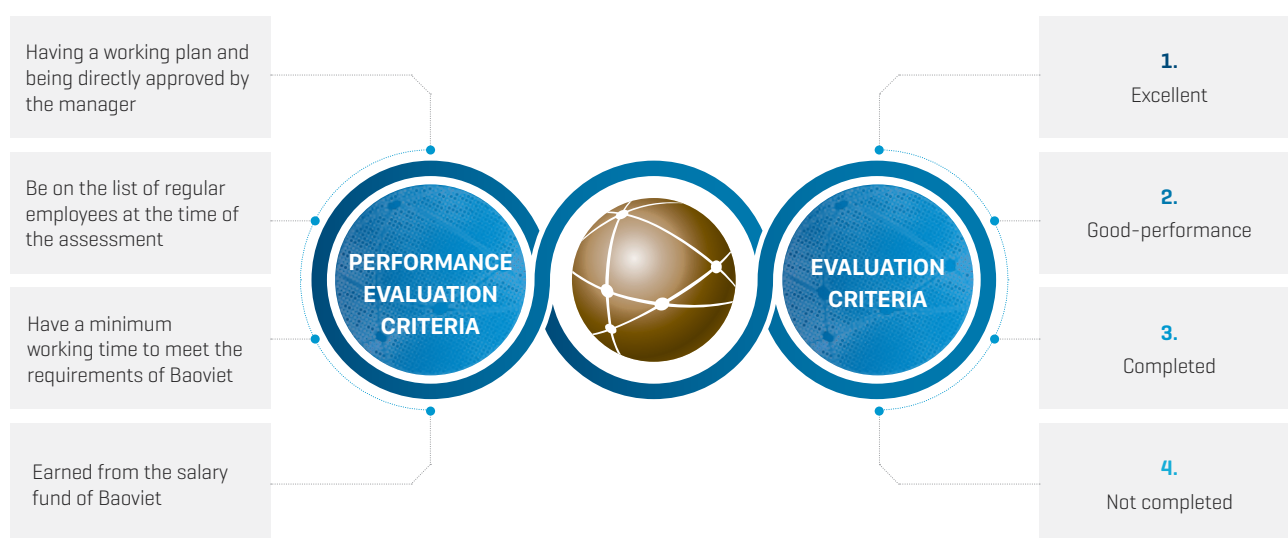 Having a working plan and
being directly approved by
the manager
Be on the list of regular
employees at the time of
the assessment
Have a minimum
working time to meet the
requirements of Baoviet
Earned from the salary
fund of Baoviet
PERFORMANCE
EVALUATION
CRITERIA
EVALUATION
CRITERIA
1.
Excellent
2.
Good-performance
3.
Completed
4.
Not completed